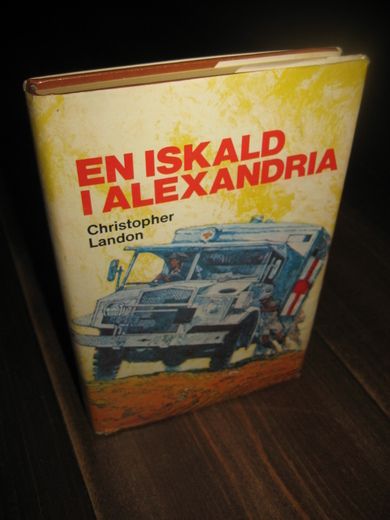 EN ISKALD
I ALEXANDRIA
Christopher
Landon